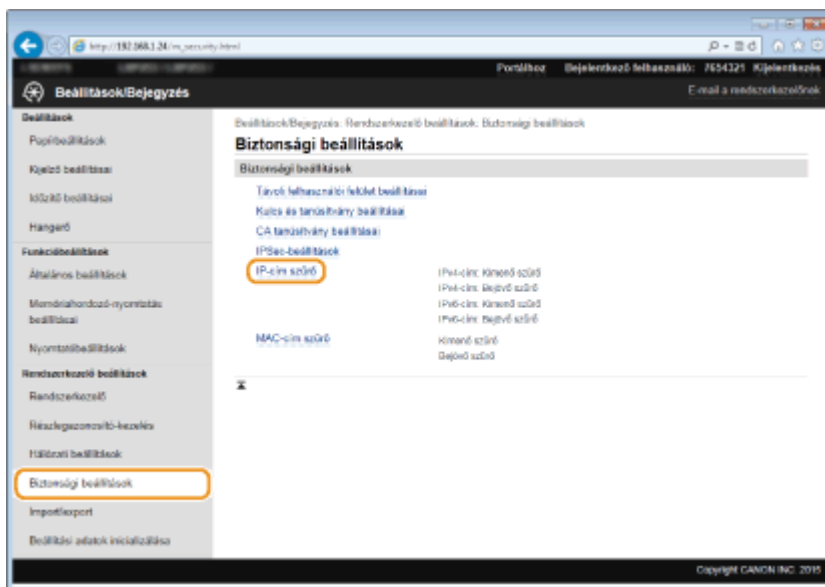 http://192.168.1.24/m_security.html
Portálhoz Bejelentkező felhasználó: 7654321 Kijelentkezés
Beállítások/Bejegyzés
E-mail a rendszerkezelőnek
Beállítások
Papírbeállítások
Kijelző beállításai
Időzítő beállításai
Hangerő
Funkcióbeállítások
Általános beállítások
Memóriahordozó-nyomtatás
beállításai
Nyomtatóbeállítások
Rendszerkezelő beállítások
Rendszerkezelő
Részlegazonosító-kezelés
Hálózati beállítások
Biztonsági beállítások
Import/export
Beállítási adatok inicializálása
Beállítások/Bejegyzés: Rendszerkezelő beállítások: Biztonsági beállítások
Biztonsági beállítások
Biztonsági beállítások
Távoli felhasználói felület beállításai
Kulcs és tanúsítvány beállításai
CA tanúsítvány beállításai
IPSec-beállítások
IP-cím szűrő
IPv4-cím: Kimenő szűrő
IPv4-cím: Bejövő szűrő
IPv6-cím: Kimenő szűrő
IPv6-cím: Bejövő szűrő
MAC-cím szűrő
Kimenő szűrő
Bejövő szűrő
Copyright CANON INC. 2015